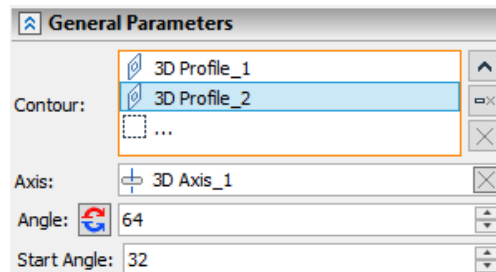 General Parameters
3D Profile_1
Contour: 3D Profile_2
...
Axis: 3D Axis_1
Angle: 64
Start Angle: 32